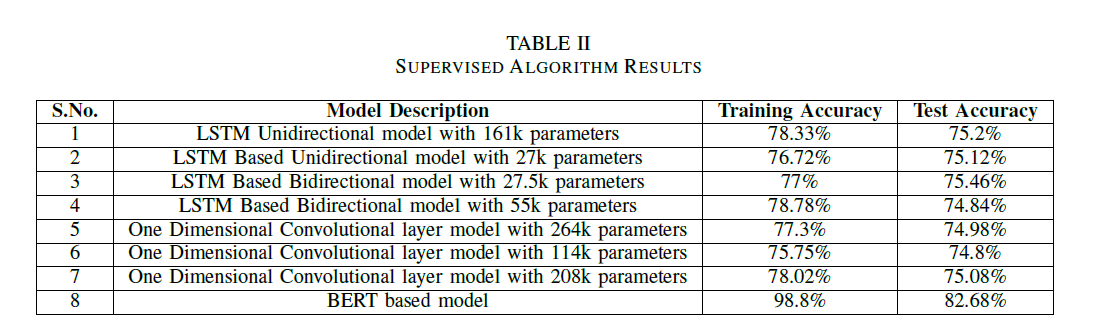 TABLE II
SUPERVISED ALGORITHM RESULTS
S.No. Model Description Training Accuracy Test Accuracy
1 LSTM Unidirectional model with 161k parameters 78.33% 75.2%
2 LSTM Based Unidirectional model with 27k parameters 76.72% 75.12%
3 LSTM Based Bidirectional model with 27.5k parameters 77% 75.46%
4 LSTM Based Bidirectional model with 55k parameters 78.78% 74.84%
5 One Dimensional Convolutional layer model with 264k parameters 77.3% 74.98%
6 One Dimensional Convolutional layer model with 114k parameters 75.75% 74.8%
7 One Dimensional Convolutional layer model with 208k parameters 78.02% 75.08%
8 BERT based model 98.8% 82.68%